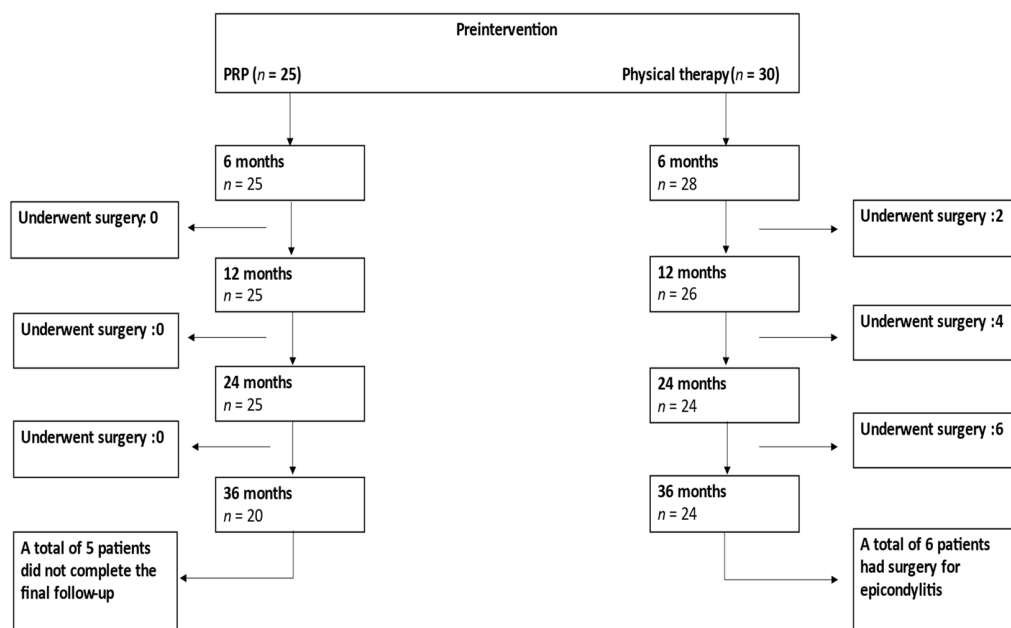 Preintervention
PRP (n = 25)
Physical therapy(n = 30)
6 months
n = 25
6 months
n = 28
Underwent surgery: 0
Underwent surgery :2
12 months
n = 25
12 months
n = 26
Underwent surgery :0
Underwent surgery :4
24 months
n = 25
24 months
n = 24
Underwent surgery :0
Underwent surgery :6
36 months
n = 20
36 months
n = 24
A total of 5 patients
did not complete the
final follow-up
A total of 6 patients
had surgery for
epicondylitis